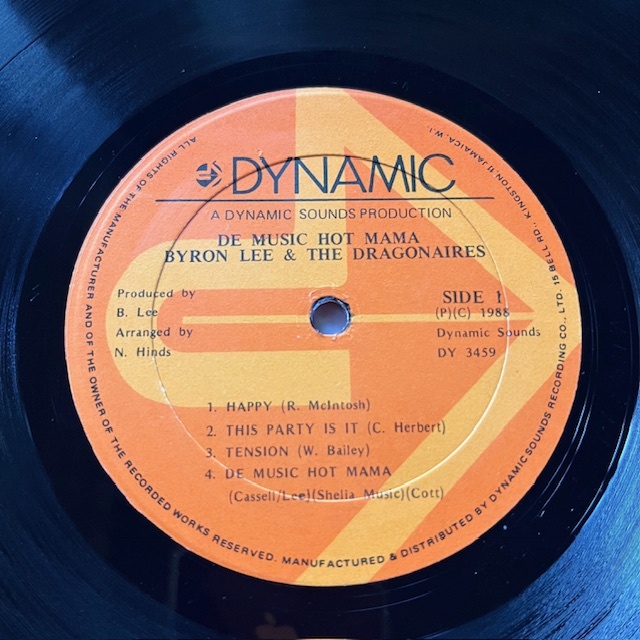 DYNAMIC
A DYNAMIC SOUNDS PRODUCTION
DE MUSIC HOT MAMA
BYRON LEE & THE DRAGONAIRES
Produced by
B. Lee
Arranged by
N. Hinds
SIDE 1
(P)(C) 1988
Dynamic Sounds
DY 3459
1. HAPPY (R. McIntosh)
2. THIS PARTY IS IT (C. Herbert)
3. TENSION (W. Bailey)
4. DE MUSIC HOT MAMA
(Cassell/Lee)(Shelia Music)(Cott)
ALL RIGHTS OF THE MANUFACTURER AND OF THE OWNER OF THE RECORDED WORKS RESERVED. MANUFACTURED & DISTRIBUTED BY DYNAMIC SOUNDS RECORDING CO., LTD. 15 BELL RD., KINGSTON 11 JAMAICA, W.I.